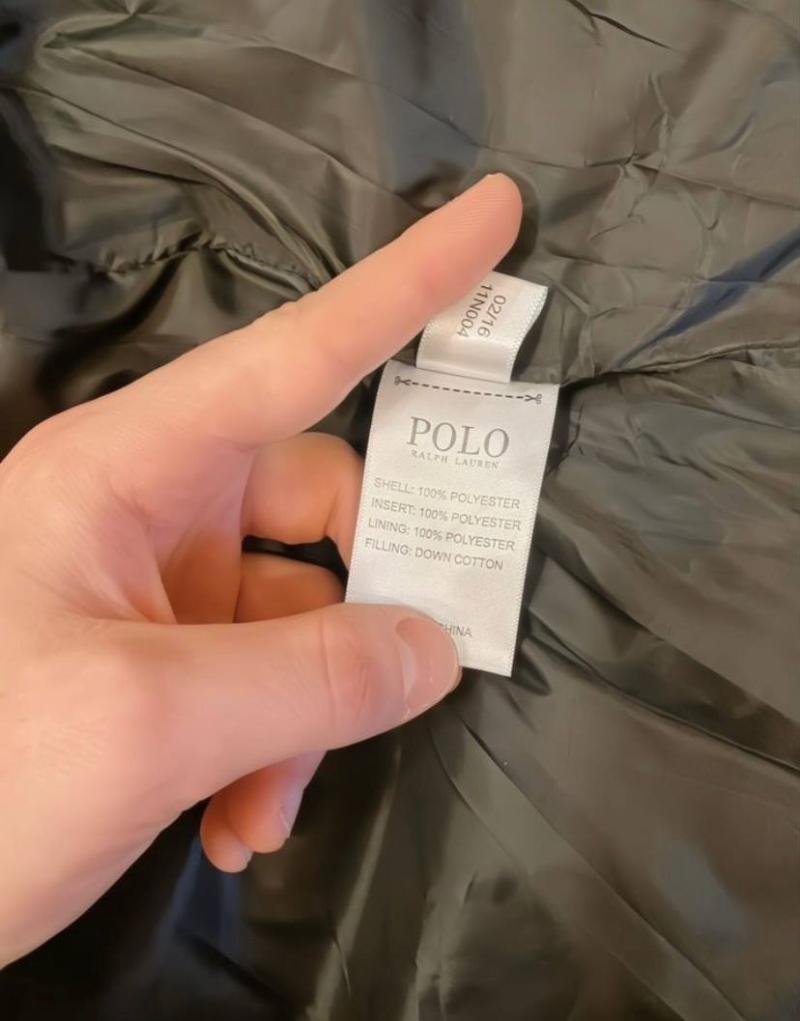 02/16
11N004
POLO
RALPH LAUREN
SHELL: 100% POLYESTER
INSERT: 100% POLYESTER
LINING: 100% POLYESTER
FILLING: DOWN COTTON
CHINA